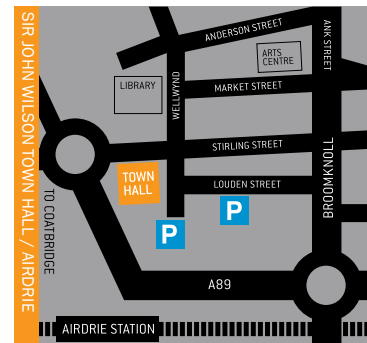 SIR JOHN WILSON TOWN HALL / AIRDRIE
ANDERSON STREET
ANK STREET
ARTS
CENTRE
LIBRARY
WELLWYND
MARKET STREET
STIRLING STREET
BROOMKNOLL
TOWN
HALL
LOUDEN STREET
TO COATBRIDGE
P
P
A89
AIRDRIE STATION